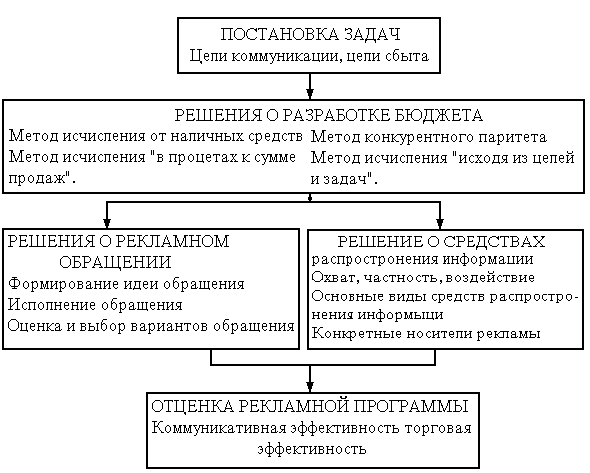 ПОСТАНОВКА ЗАДАЧ
Цели коммуникации, цели сбыта
РЕШЕНИЯ О РАЗРАБОТКЕ БЮДЖЕТА
Метод исчисления от наличных средств
Метод исчисления "в процетах к сумме
продаж".
Метод конкурентного паритета
Метод исчисления "исходя из целей
и задач".
РЕШЕНИЯ О РЕКЛАМНОМ
ОБРАЩЕНИИ
Формирование идеи обращения
Исполнение обращения
Оценка и выбор вариантов обращения
РЕШЕНИЕ О СРЕДСТВАХ
распростронения информации
Охват, частность, воздействие
Основные виды средств распростро-
нения информыци
Конкретные носители рекламы
ОТЦЕНКА РЕКЛАМНОЙ ПРОГРАММЫ
Коммуникативная эффективность торговая
эффективность